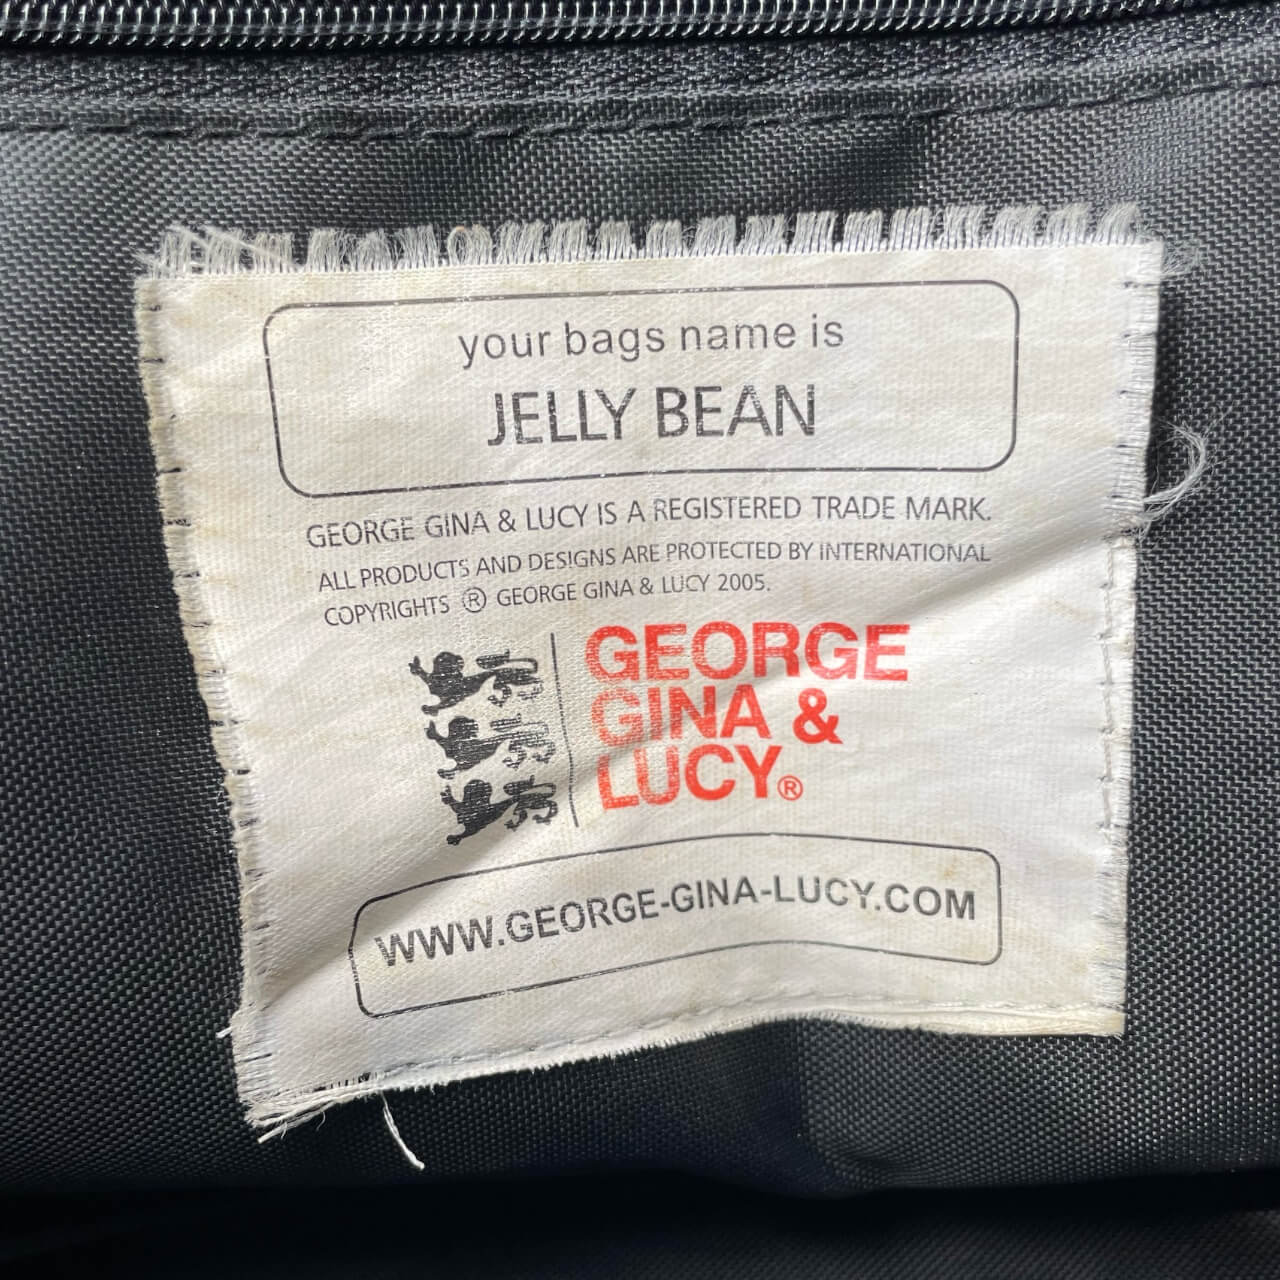 your bags name is
JELLY BEAN
GEORGE GINA & LUCY IS A REGISTERED TRADE MARK.
ALL PRODUCTS AND DESIGNS ARE PROTECTED BY INTERNATIONAL
COPYRIGHTS ® GEORGE GINA & LUCY 2005.
GEORGE
GINA &
LUCY®
WWW.GEORGE-GINA-LUCY.COM